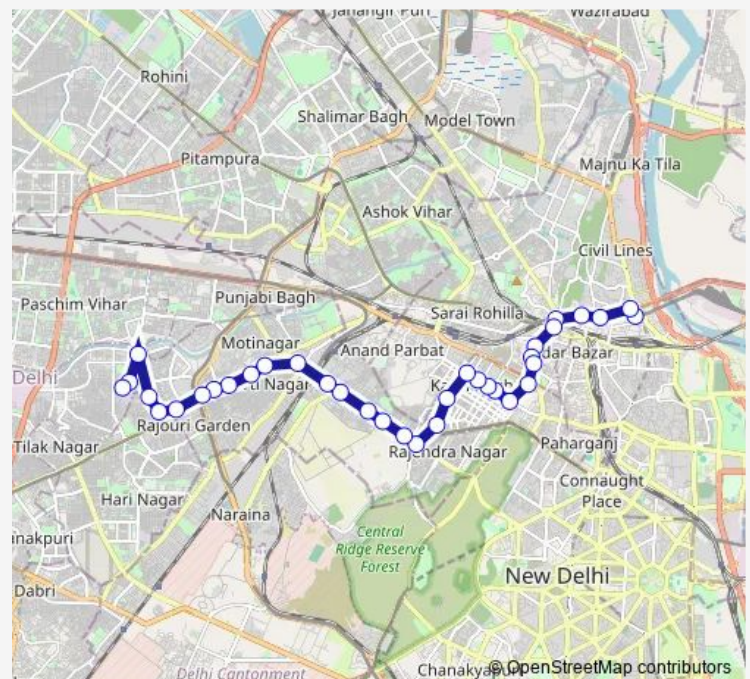 Jahangir Puri
Wazirabad
Rohini
Shalimar Bagh
Model Town
Pitampura
Majnu Ka Tila
Ashok Vihar
Civil Lines
Paschim Vihar
Punjabi Bagh
Sarai Rohilla
Motinagar
Anand Parbat
dar Bazar
Delhi
Nagar
Rajouri Garden
Tilak Nagar
Nagar
Paharganj
Hari Nagar
Connaught
Place
Naraina
Central
Ridge Reserve
Forest
New Delhi
Dabri
Delhi Cantonment
© OpenStreetMap contributors